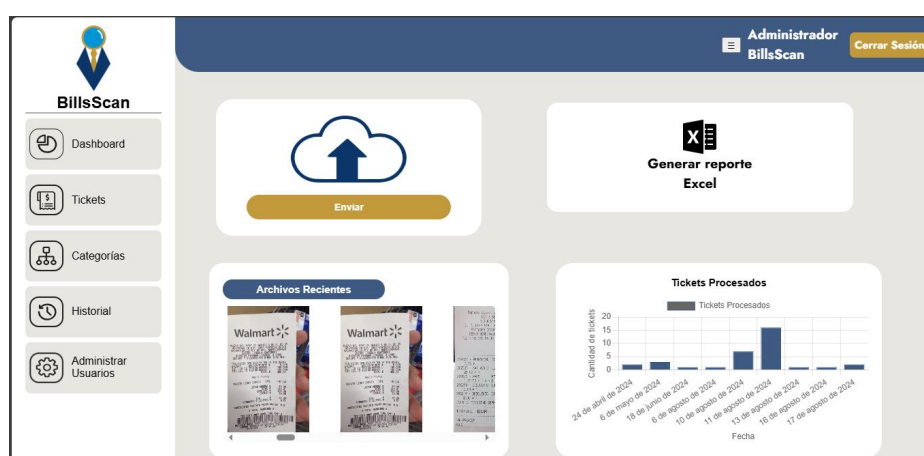 Administrador
BillsScan
Cerrar Sesión
BillsScan
Dashboard
Tickets
Categorías
Historial
Administrar
Usuarios
Enviar
Generar reporte
Excel
Archivos Recientes
Walmart
Walmart
Tickets Procesados
Tickets Procesados
Cantidad de tickets
20
15
10
5
0
24 de abril de 2024
6 de mayo de 2024
18 de junio de 2024
6 de agosto de 2024
10 de agosto de 2024
11 de agosto de 2024
13 de agosto de 2024
16 de agosto de 2024
17 de agosto de 2024
Fecha